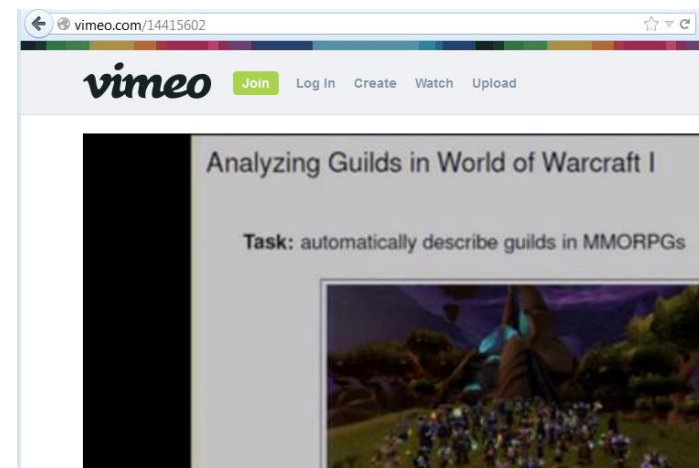 vimeo.com/14415602
vimeo Join Log In Create Watch Upload
Analyzing Guilds in World of Warcraft I
Task: automatically describe guilds in MMORPGs